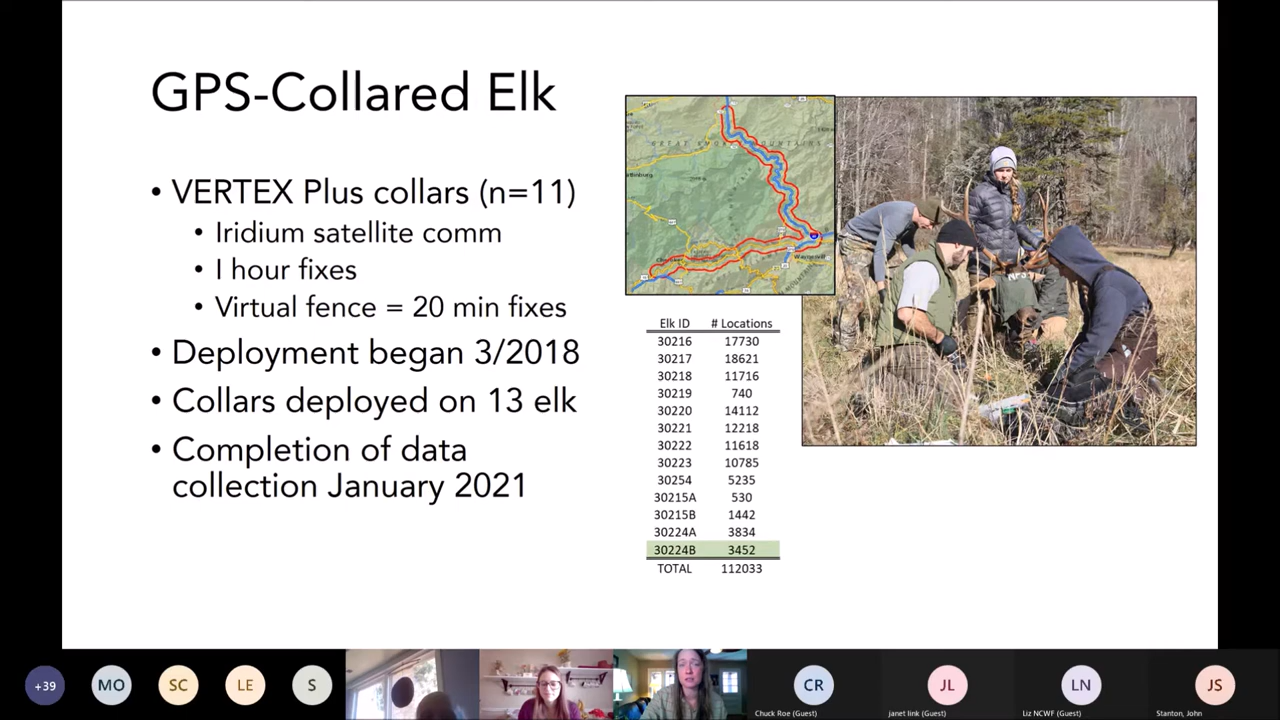 GPS-Collared Elk
• VERTEX Plus collars (n=11)
• Iridium satellite comm
• 1 hour fixes
• Virtual fence = 20 min fixes
• Deployment began 3/2018
• Collars deployed on 13 elk
• Completion of data
collection January 2021
Elk ID # Locations
30216 17730
30217 18621
30218 11716
30219 740
30220 14112
30221 12218
30222 11618
30223 10785
30254 5235
30215A 530
30215B 1442
30224A 3834
30224B 3452
TOTAL 112033
+39
MO
SC
LE
S
CR
JL
LN
JS
Chuck Roe (Guest)
janet link (Guest)
Liz NCWF (Guest)
Stanton, John